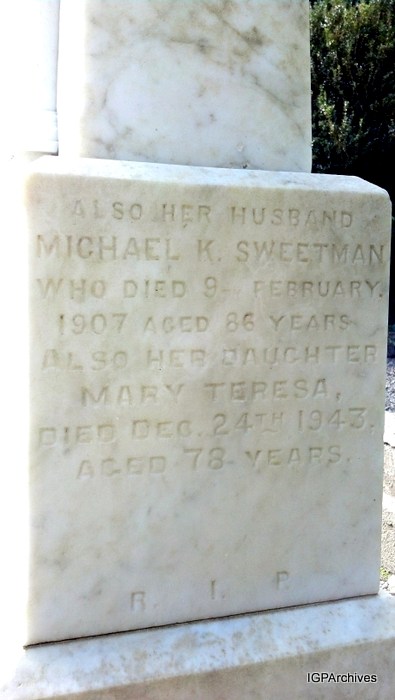 ALSO HER HUSBAND
MICHAEL K. SWEETMAN
WHO DIED 9TH FEBRUARY.
1907 AGED 86 YEARS
ALSO HER DAUGHTER
MARY TERESA,
DIED DEC. 24TH 1943.
AGED 78 YEARS.
R. I. P.
IGPArchives